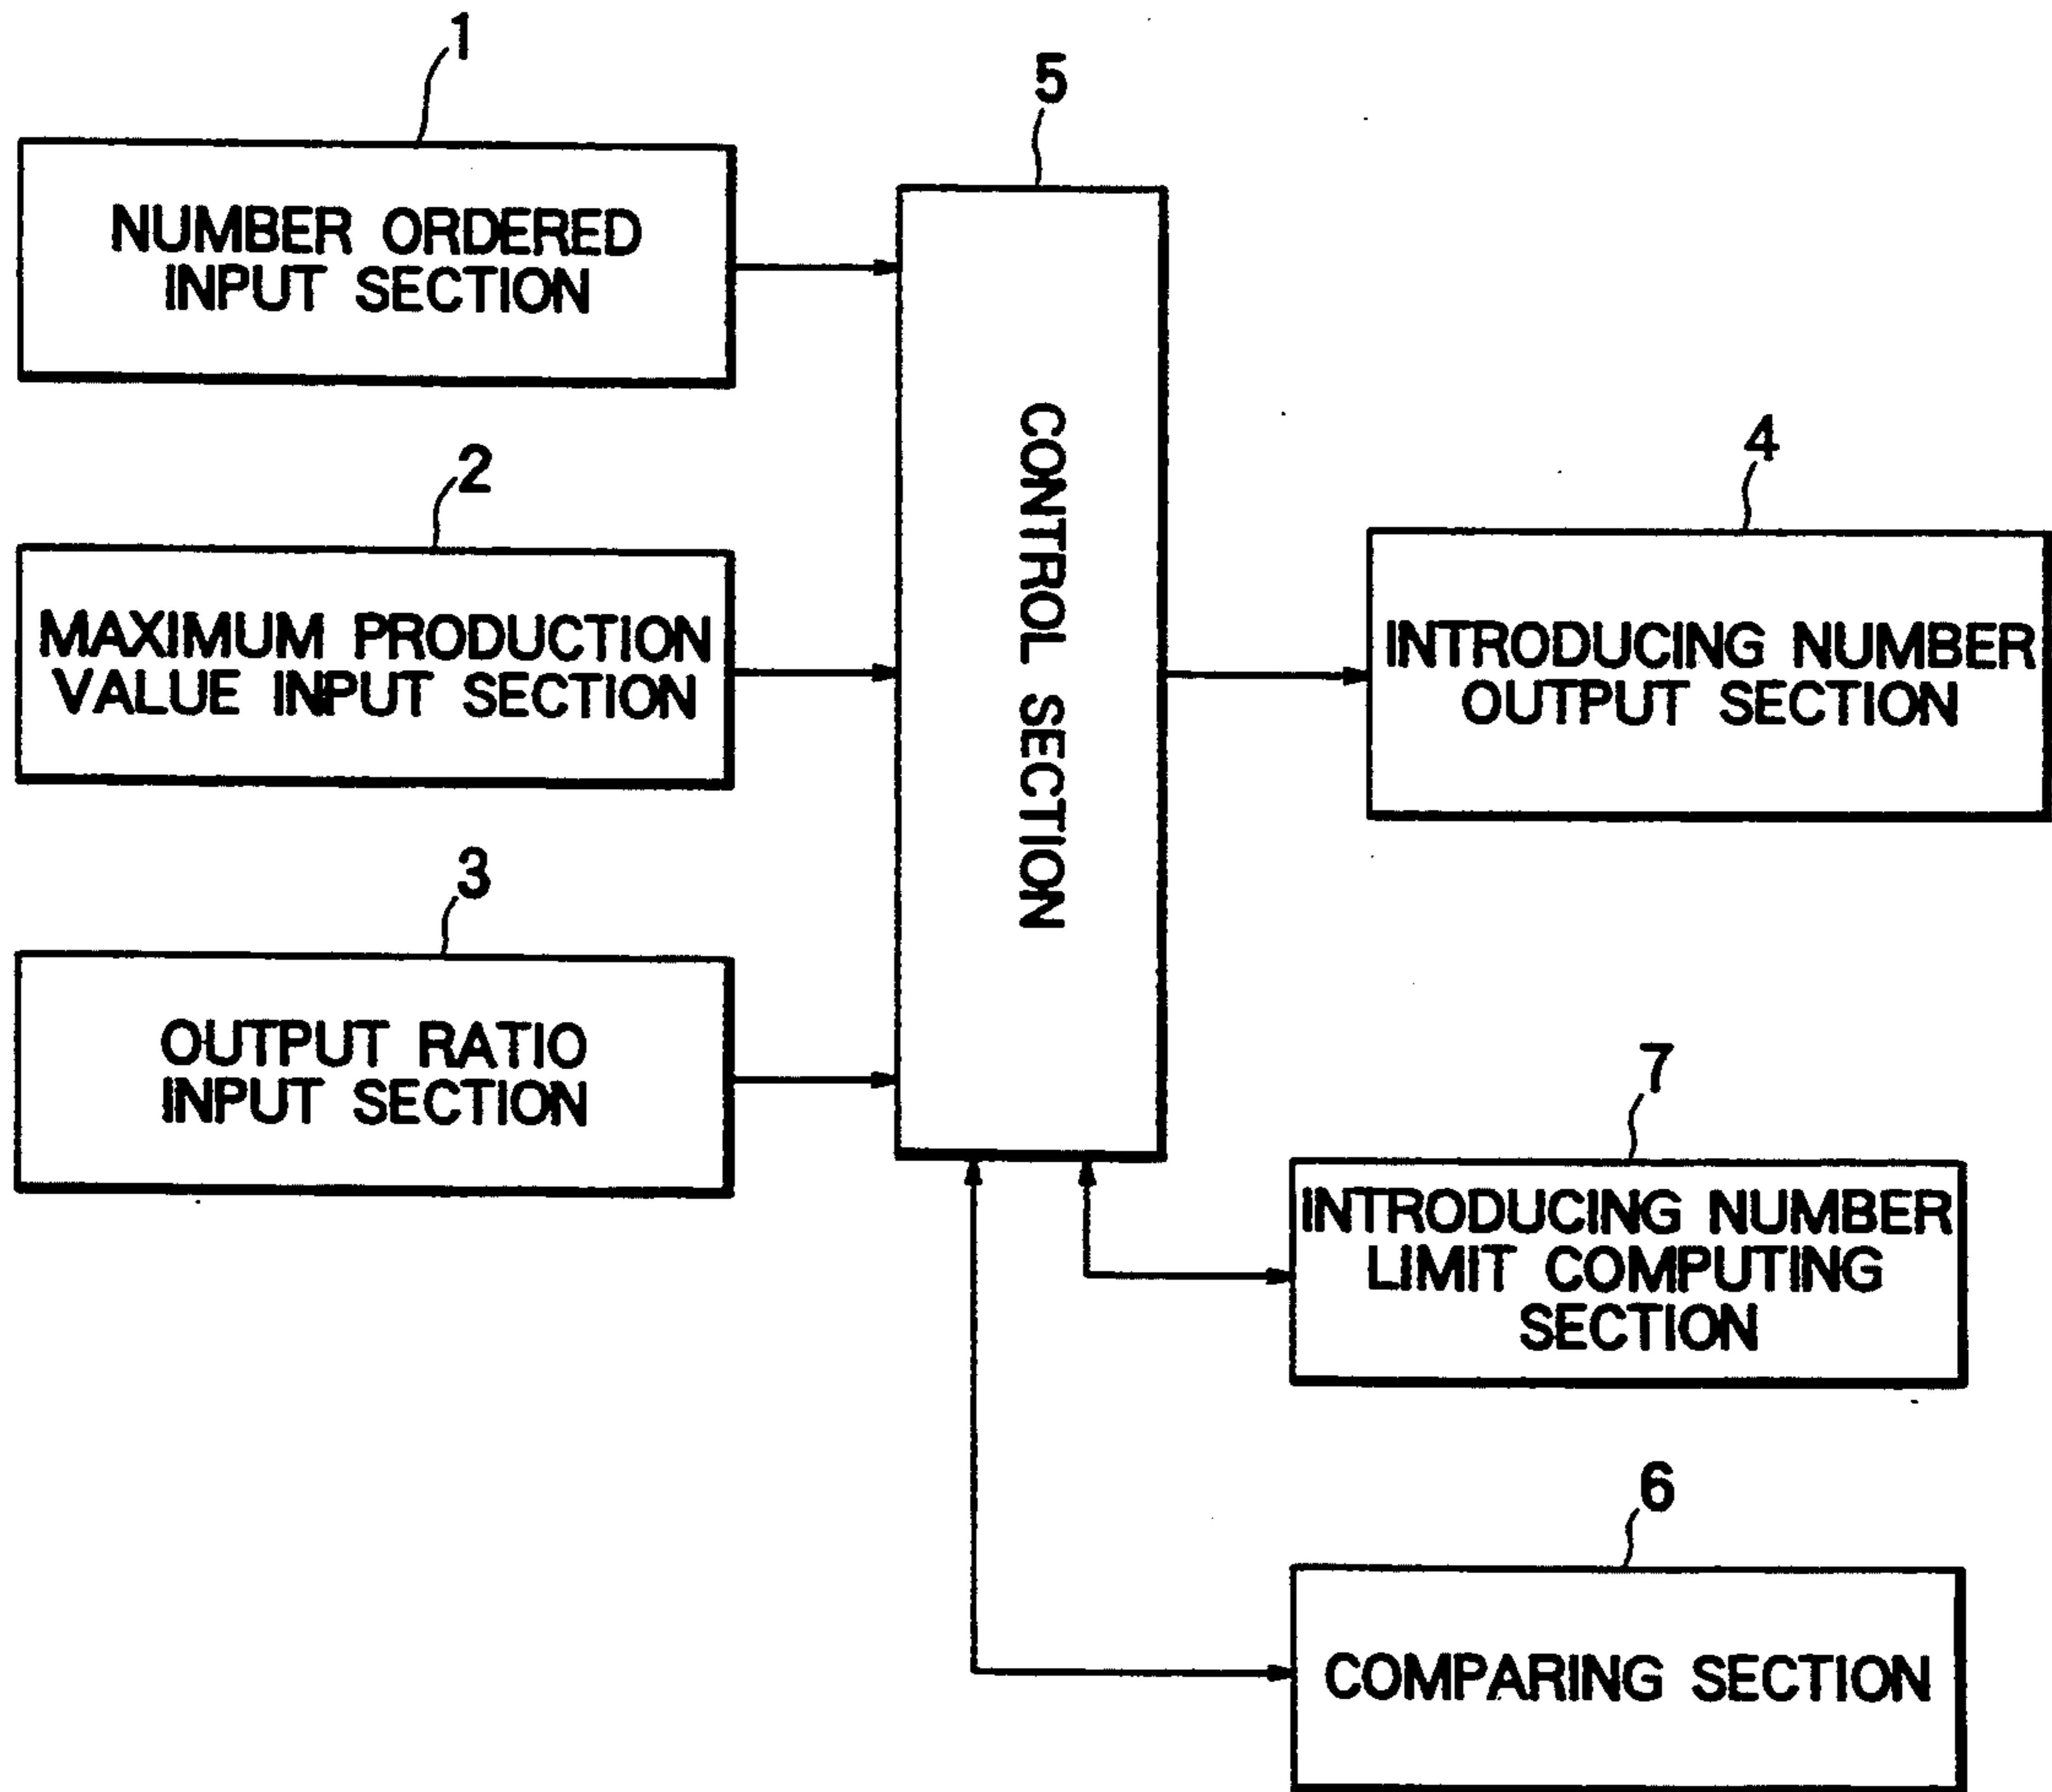 1
NUMBER ORDERED
INPUT SECTION
2
MAXIMUM PRODUCTION
VALUE INPUT SECTION
3
OUTPUT RATIO
INPUT SECTION
5
CONTROL SECTION
4
INTRODUCING NUMBER
OUTPUT SECTION
7
INTRODUCING NUMBER
LIMIT COMPUTING
SECTION
6
COMPARING SECTION